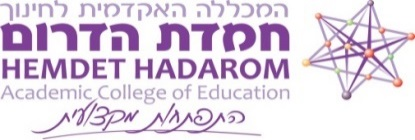 המכללה האקדמית לחינוך
חמדת הדרום
HEMDET HADAROM
Academic College of Education
התפתחות מקצועית